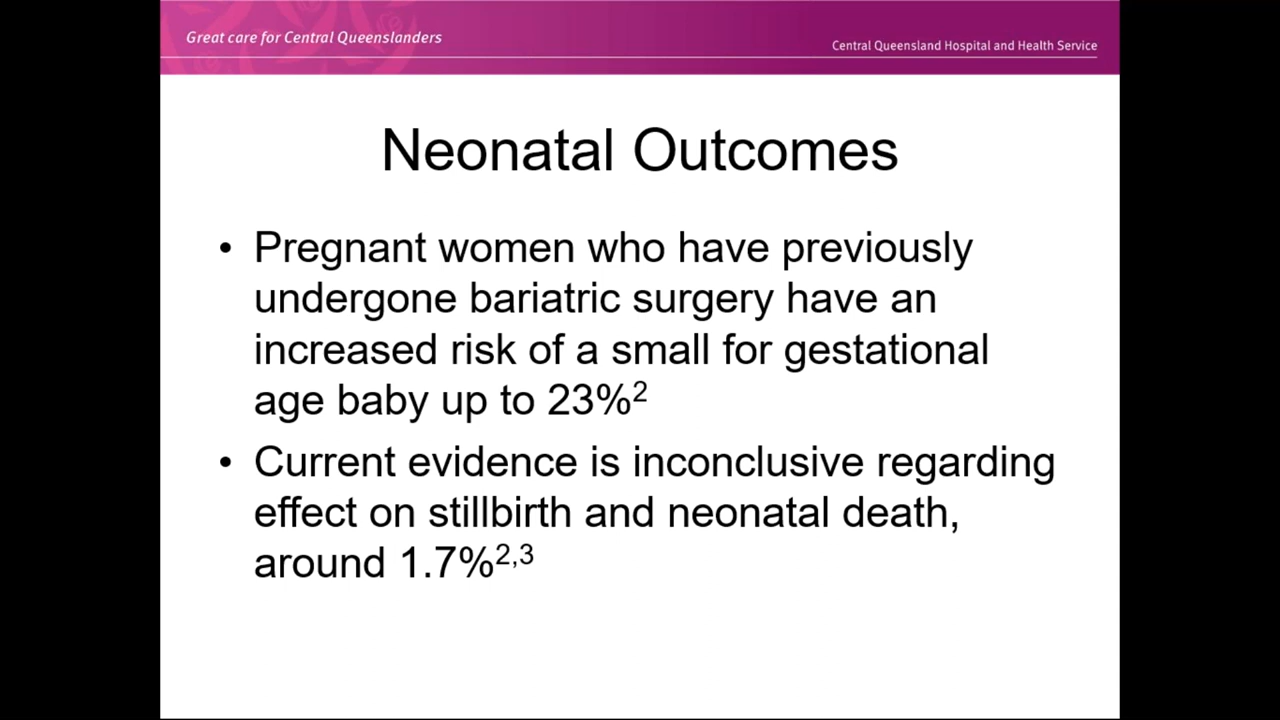 Great care for Central Queenslanders
Central Queensland Hospital and Health Service
Neonatal Outcomes
• Pregnant women who have previously
undergone bariatric surgery have an
increased risk of a small for gestational
age baby up to 23%²
• Current evidence is inconclusive regarding
effect on stillbirth and neonatal death,
around 1.7%²,³